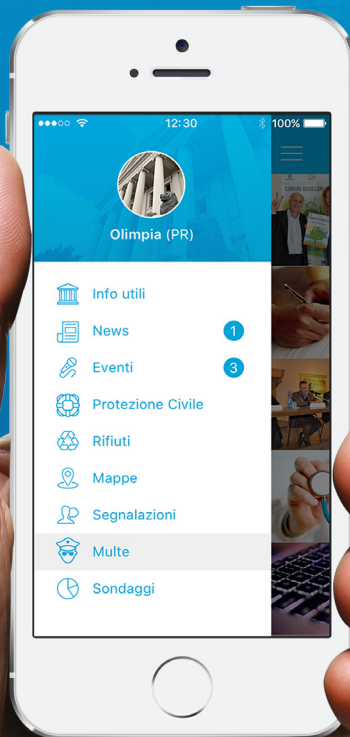 12:30
100%
Olimpia (PR)
Info utili
News 1
Eventi 3
Protezione Civile
Rifiuti
Mappe
Segnalazioni
Multe
Sondaggi